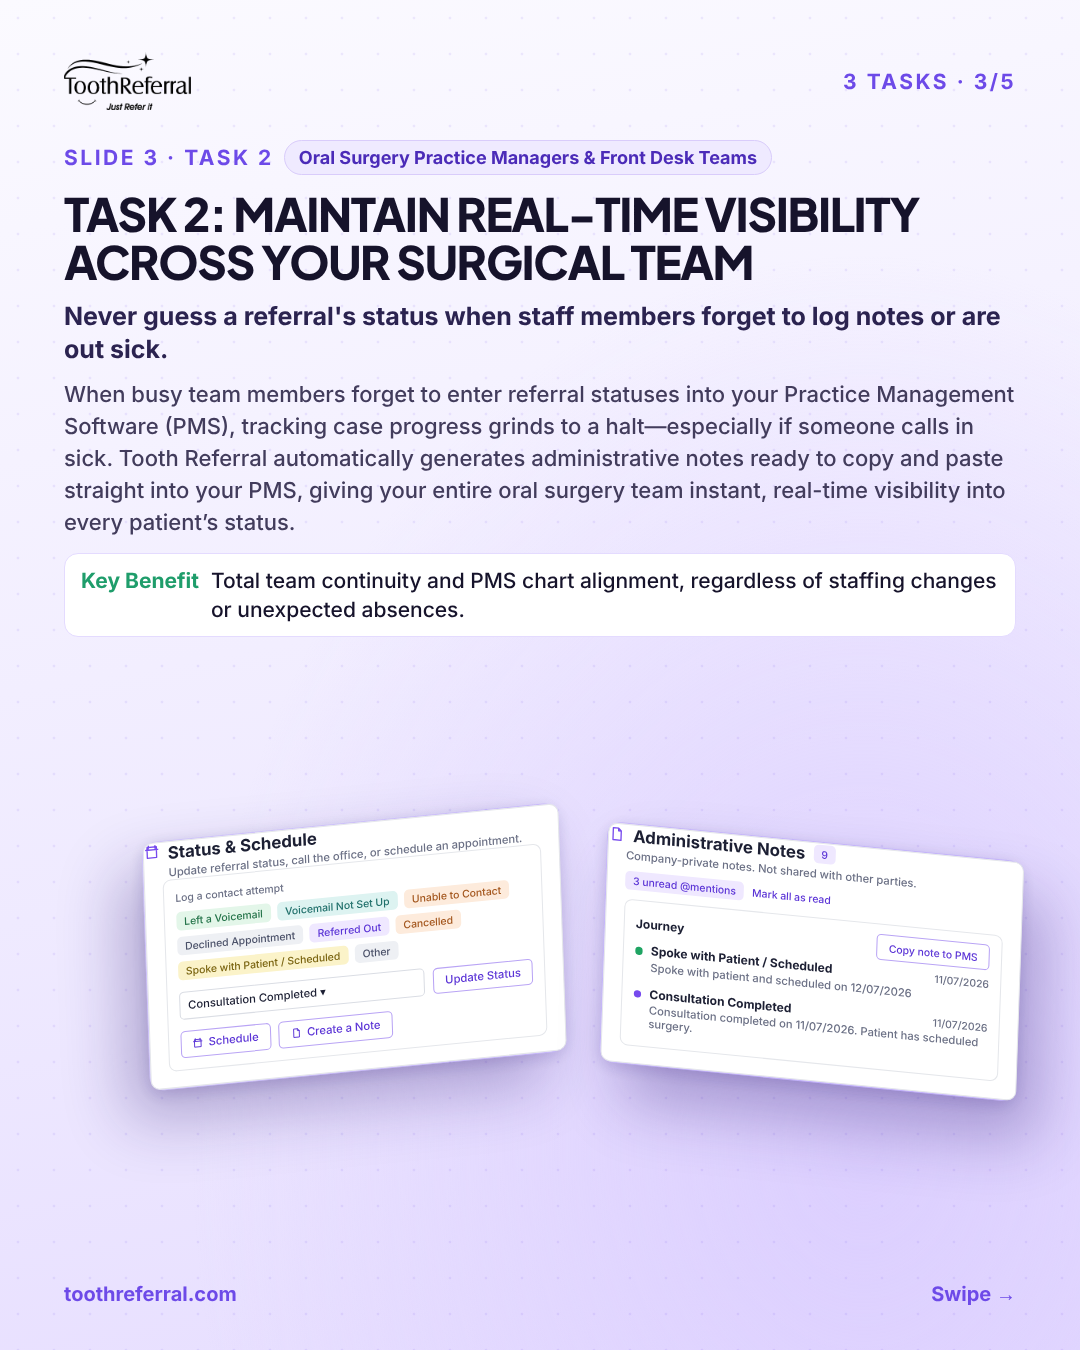 ToothReferral
Just Refer it
3 TASKS · 3/5
SLIDE 3 · TASK 2
Oral Surgery Practice Managers & Front Desk Teams
TASK 2: MAINTAIN REAL-TIME VISIBILITY
ACROSS YOUR SURGICAL TEAM
Never guess a referral's status when staff members forget to log notes or are
out sick.
When busy team members forget to enter referral statuses into your Practice Management
Software (PMS), tracking case progress grinds to a halt—especially if someone calls in
sick. Tooth Referral automatically generates administrative notes ready to copy and paste
straight into your PMS, giving your entire oral surgery team instant, real-time visibility into
every patient’s status.
Key Benefit
Total team continuity and PMS chart alignment, regardless of staffing changes
or unexpected absences.
Status & Schedule
Update referral status, call the office, or schedule an appointment.
Log a contact attempt
Left a Voicemail
Voicemail Not Set Up
Unable to Contact
Declined Appointment
Referred Out
Cancelled
Spoke with Patient / Scheduled
Other
Consultation Completed ▾
Update Status
Schedule
Create a Note
Administrative Notes
9
Company-private notes. Not shared with other parties.
3 unread @mentions
Mark all as read
Journey
Copy note to PMS
Spoke with Patient / Scheduled
11/07/2026
Spoke with patient and scheduled on 12/07/2026
Consultation Completed
11/07/2026
Consultation completed on 11/07/2026. Patient has scheduled
surgery.
toothreferral.com
Swipe →